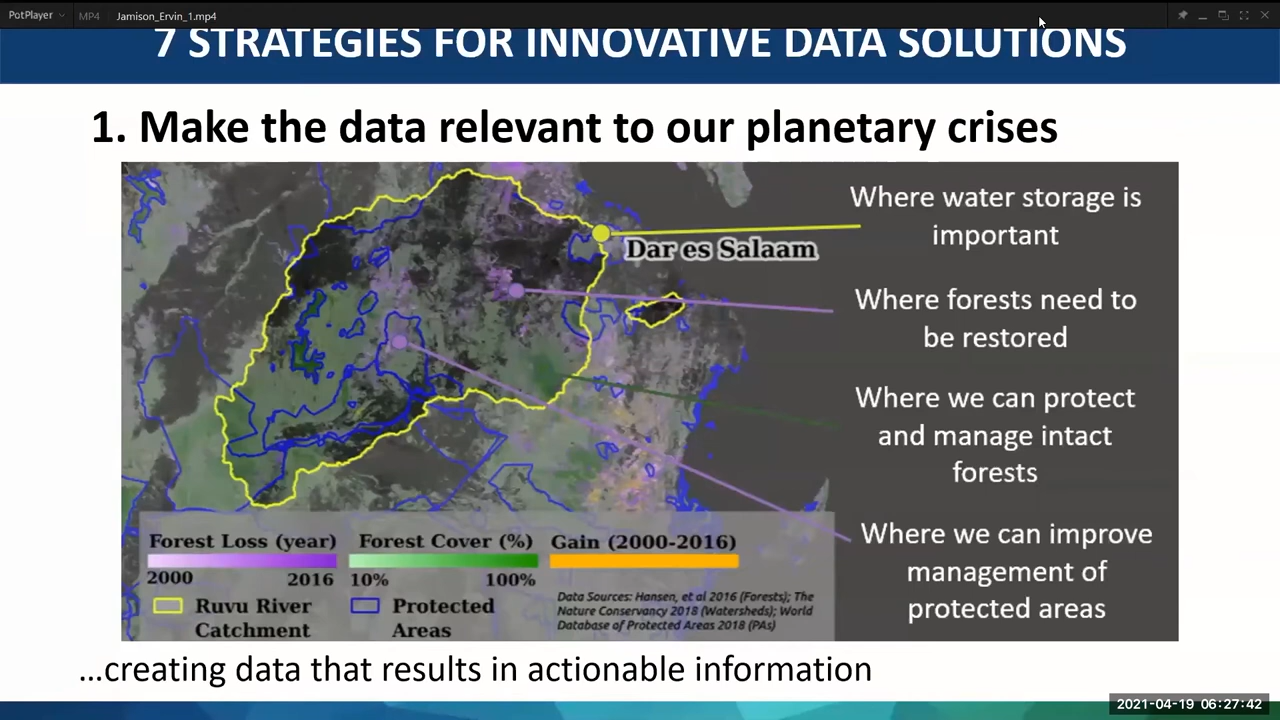 PotPlayer
MP4
Jamison_Ervin_1.mp4
7 STRATEGIES FOR INNOVATIVE DATA SOLUTIONS
1. Make the data relevant to our planetary crises
Where water storage is
important
Dar es Salaam
Where forests need to
be restored
Where we can protect
and manage intact
forests
Where we can improve
management of
protected areas
Forest Loss (year)
2000 2016
Forest Cover (%)
10% 100%
Gain (2000-2016)
Ruvu River
Catchment
Protected
Areas
Data Sources: Hansen, et al 2016 (Forests); The
Nature Conservancy 2018 (Watersheds); World
Database of Protected Areas 2018 (PAs)
...creating data that results in actionable information
2021-04-19 06:27:42